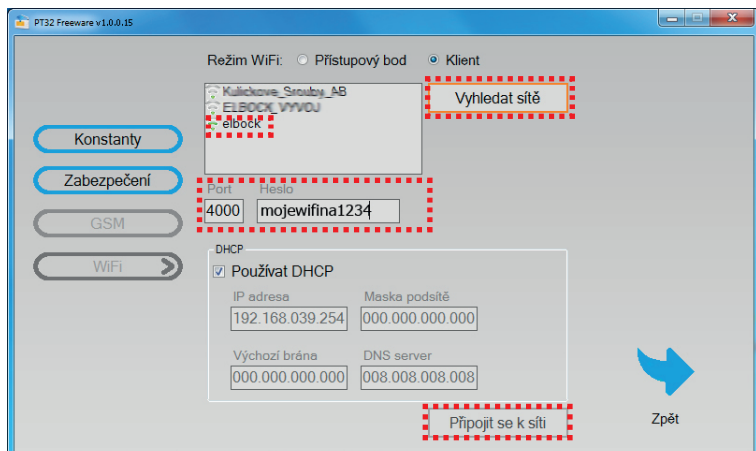 PT32 Freeware v1.0.0.15
Režim WiFi: Přístupový bod Klient
Kulickove_Srouby_AB
ELBOCK_VYVOJ
elbock
Vyhledat sítě
Konstanty
Zabezpečení
GSM
WiFi
Port Heslo
4000 mojewifina1234
DHCP
Používat DHCP
IP adresa Maska podsítě
192.168.039.254 000.000.000.000
Výchozí brána DNS server
000.000.000.000 008.008.008.008
Připojit se k síti
Zpět